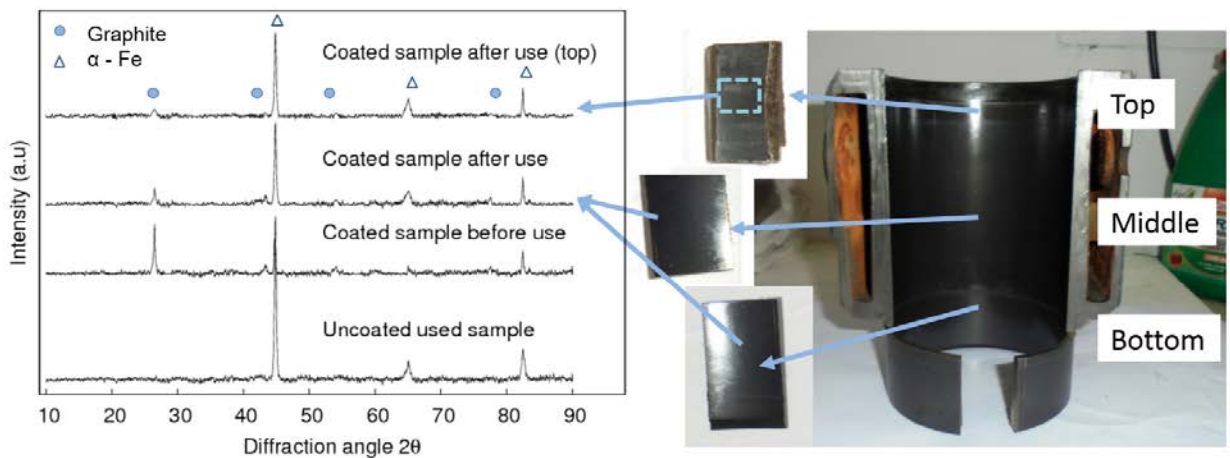 Graphite
α - Fe
Coated sample after use (top)
Coated sample after use
Coated sample before use
Uncoated used sample
Intensity (a.u)
10 20 30 40 50 60 70 80 90
Diffraction angle 2θ
Top
Middle
Bottom